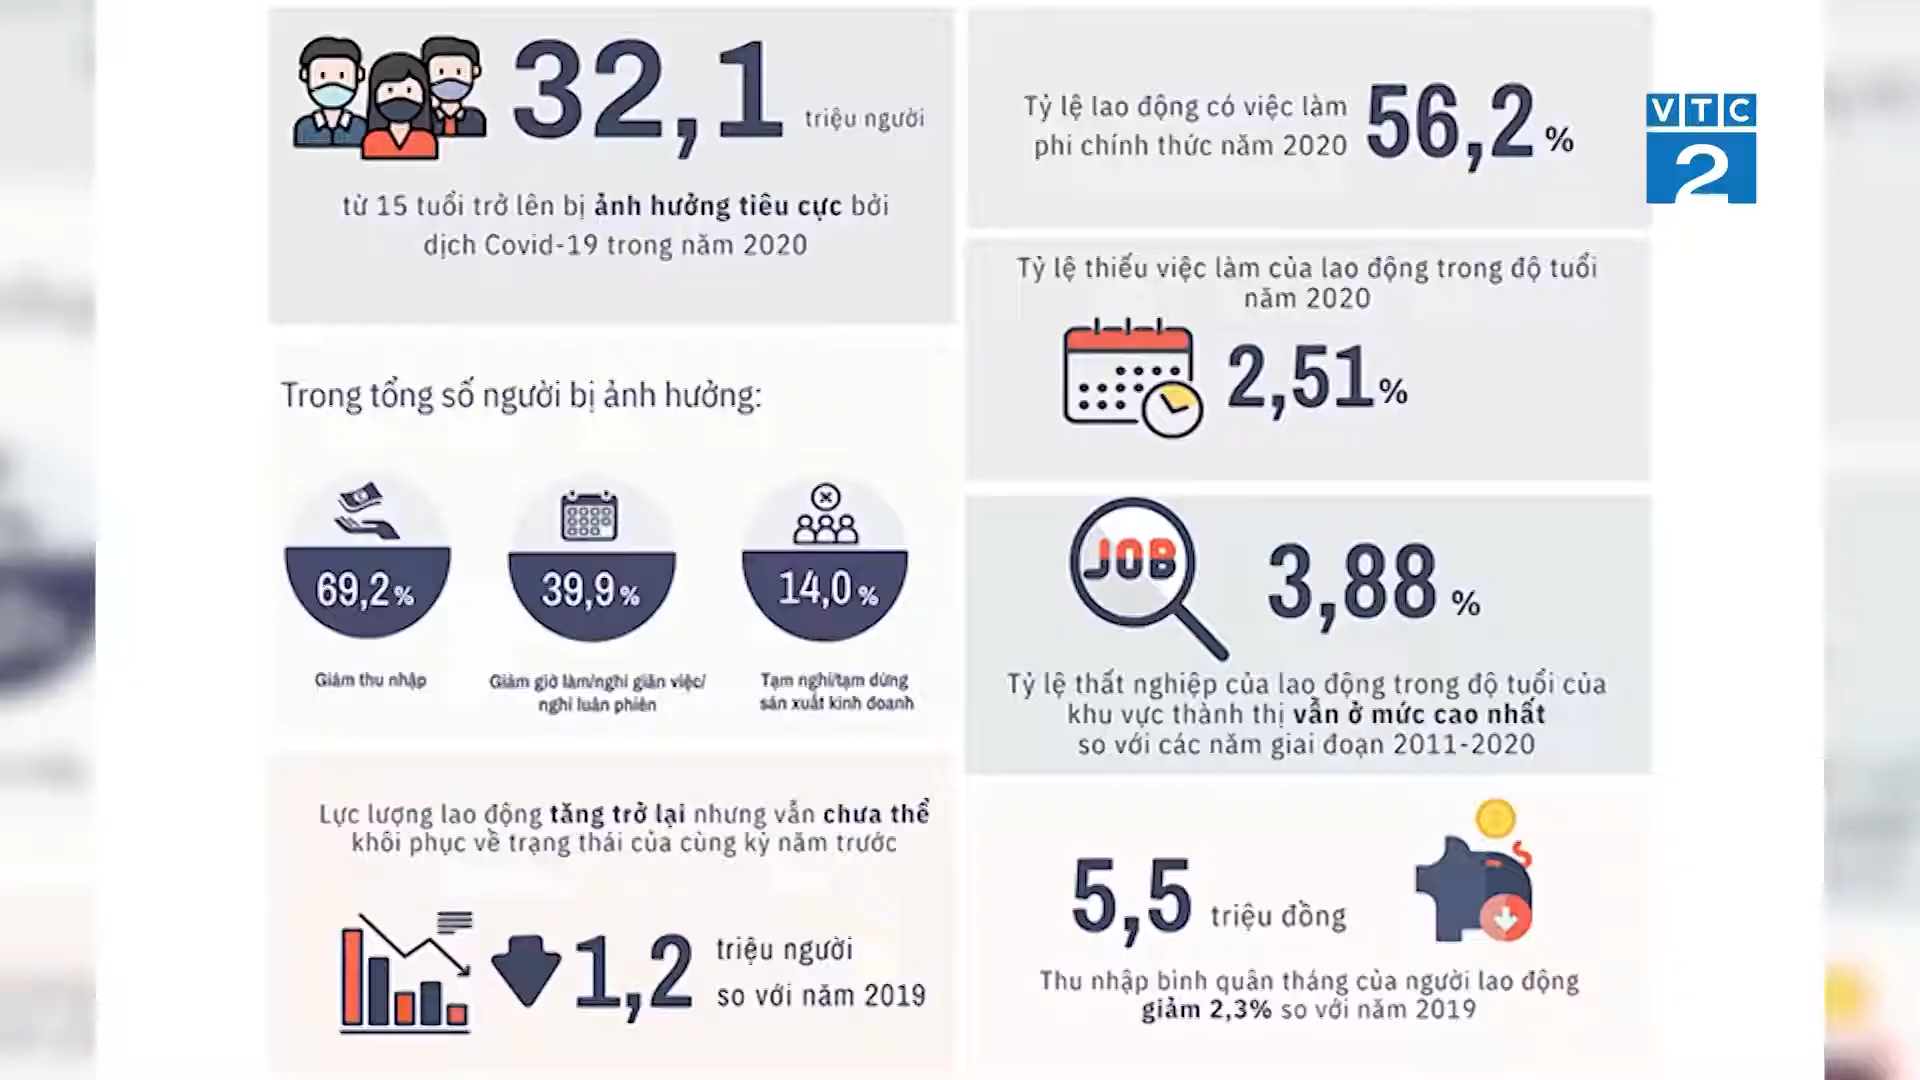 32,1 triệu người
từ 15 tuổi trở lên bị ảnh hưởng tiêu cực bởi
dịch Covid-19 trong năm 2020
Trong tổng số người bị ảnh hưởng:
69,2%
Giảm thu nhập
39,9%
Giảm giờ làm/nghỉ giãn việc/
nghỉ luân phiên
14,0%
Tạm nghỉ/tạm dừng
sản xuất kinh doanh
Lực lượng lao động tăng trở lại nhưng vẫn chưa thể
khôi phục về trạng thái của cùng kỳ năm trước
1,2
triệu người
so với năm 2019
Tỷ lệ lao động có việc làm
phi chính thức năm 2020
56,2%
VTC
2
Tỷ lệ thiếu việc làm của lao động trong độ tuổi
năm 2020
2,51%
JOB
3,88%
Tỷ lệ thất nghiệp của lao động trong độ tuổi của
khu vực thành thị vẫn ở mức cao nhất
so với các năm giai đoạn 2011-2020
5,5 triệu đồng
Thu nhập bình quân tháng của người lao động
giảm 2,3% so với năm 2019